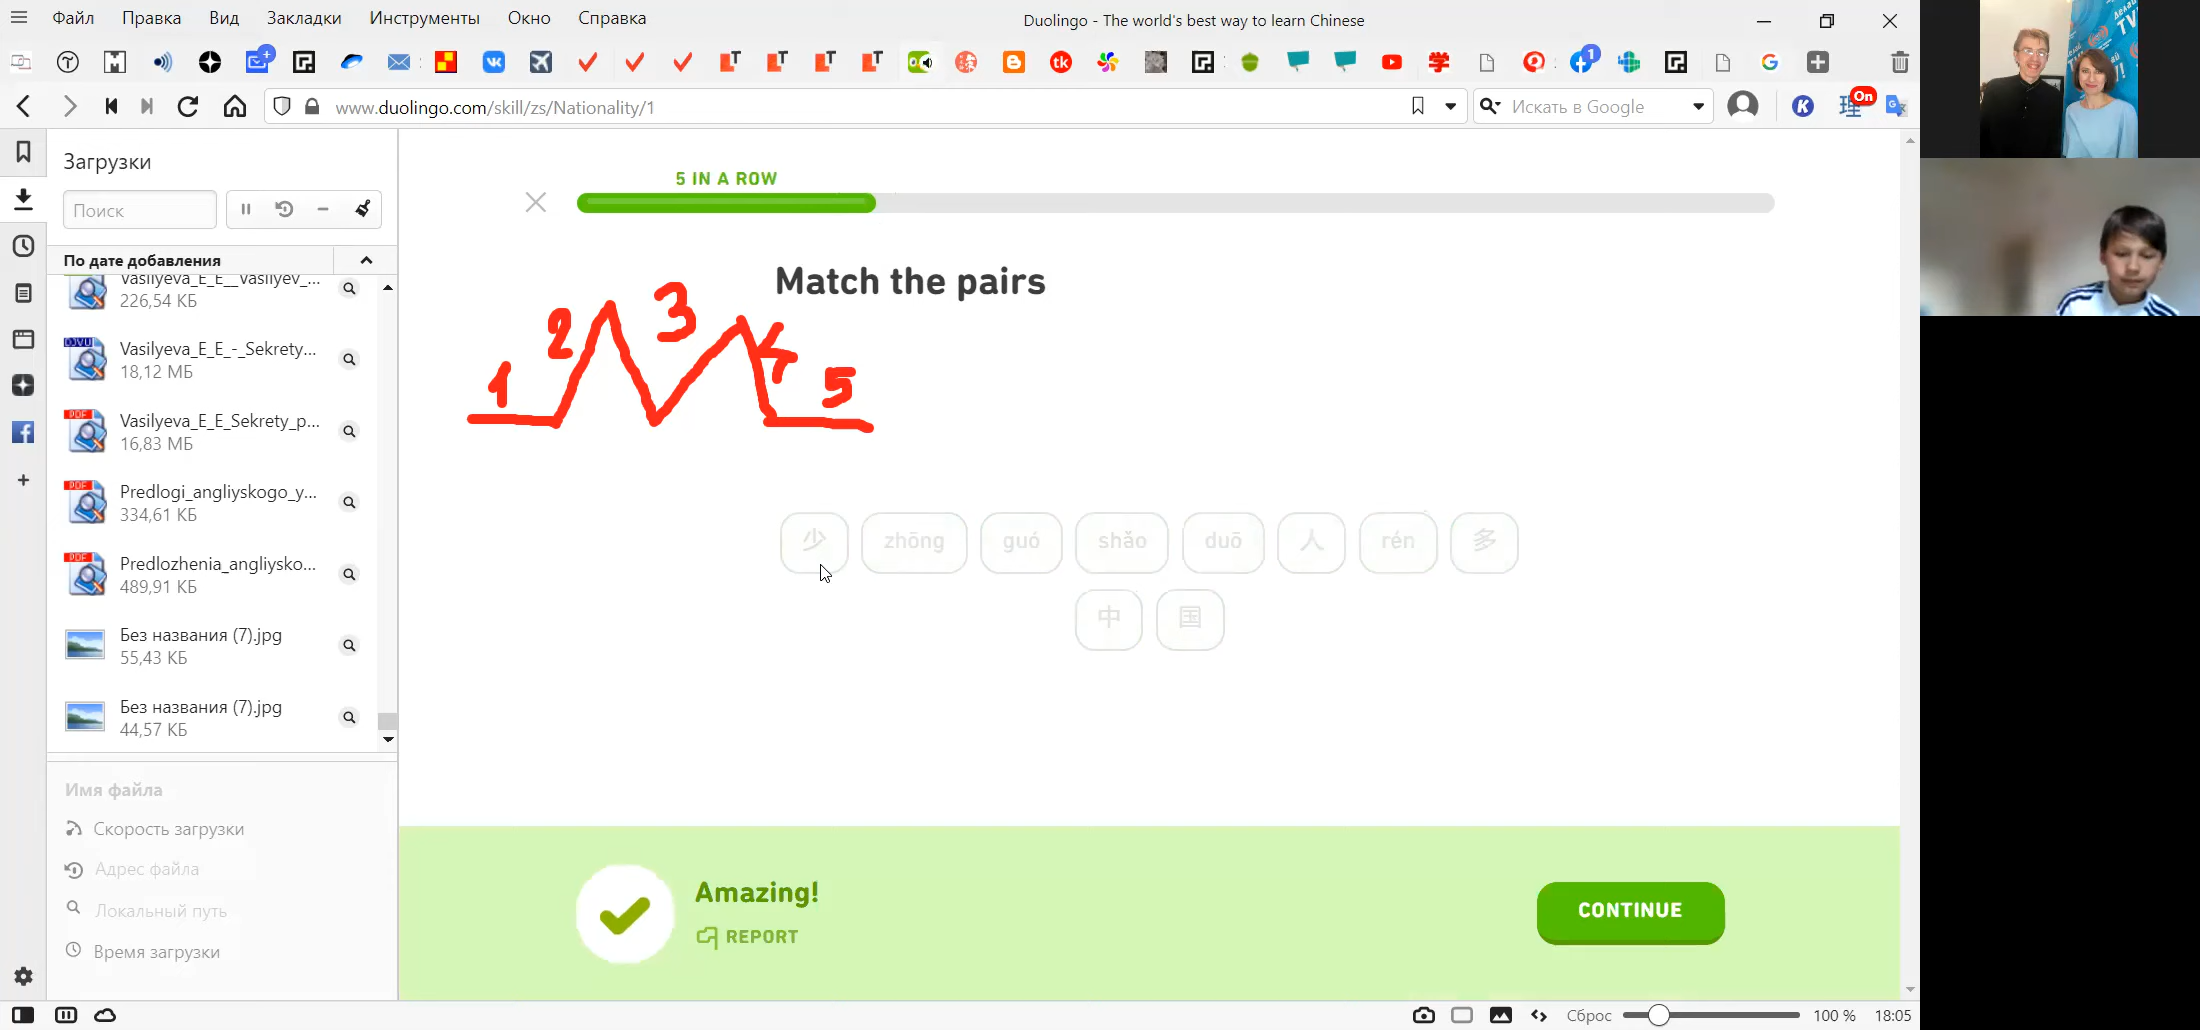 Файл Правка Вид Закладки Инструменты Окно Справка
Duolingo - The world's best way to learn Chinese
www.duolingo.com/skill/zs/Nationality/1
Искать в Google
On
Загрузки
Поиск
По дате добавления
Vasilyeva_E_E__Vasilyev_...
226,54 КБ
Vasilyeva_E_E_-_Sekrety...
18,12 МБ
Vasilyeva_E_E_Sekrety_p...
16,83 МБ
Predlogi_angliyskogo_y...
334,61 КБ
Predlozhenia_angliysko...
489,91 КБ
Без названия (7).jpg
55,43 КБ
Без названия (7).jpg
44,57 КБ
Имя файла
Скорость загрузки
Адрес файла
Локальный путь
Время загрузки
5 IN A ROW
Match the pairs
1 2 3 4 5
少 zhōng guó shǎo duō 人 rén 多
中 国
Amazing!
REPORT
CONTINUE
Сброс 100 % 18:05